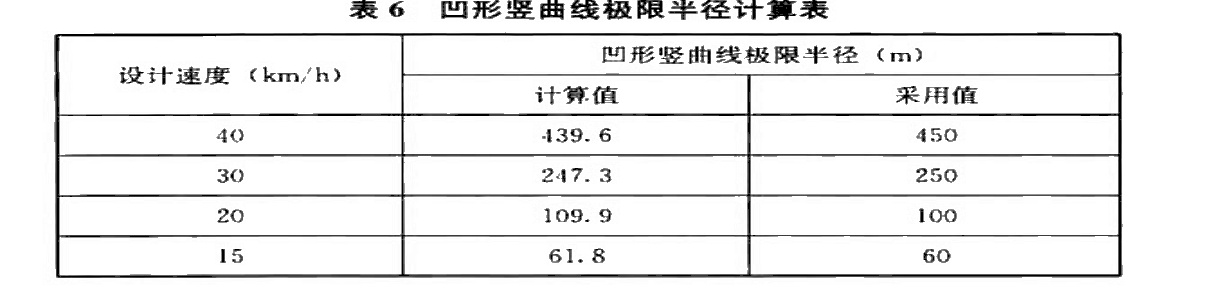 表 6 凹形竖曲线极限半径计算表
设计速度（km/h）
凹形竖曲线极限半径（m）
计算值 采用值
40 439. 6 450
30 247. 3 250
20 109. 9 100
15 61. 8 60